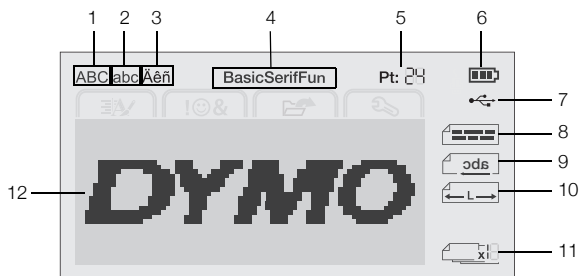 1 2 3 4 5 6
ABC abc Äêñ BasicSerifFun Pt: 24
!☺&
7
8
abc 9
L 10
DYMO
12
x 11